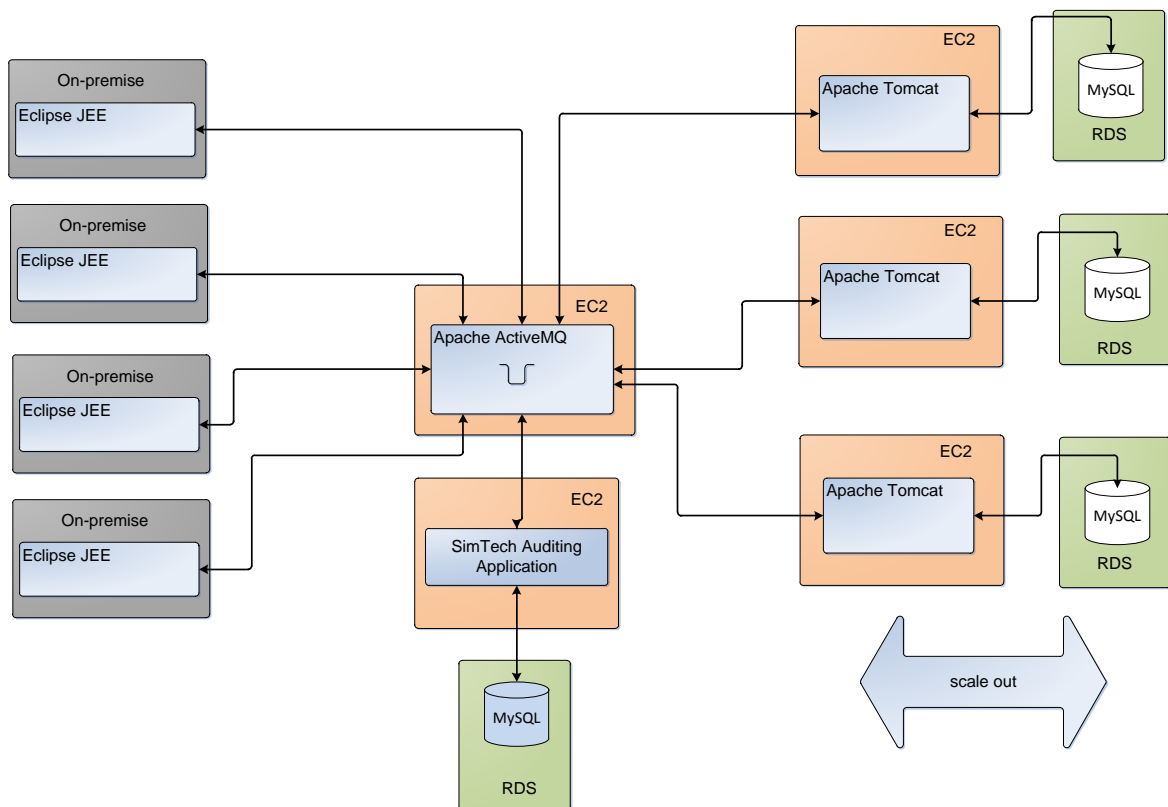 On-premise
Eclipse JEE
On-premise
Eclipse JEE
On-premise
Eclipse JEE
On-premise
Eclipse JEE
EC2
Apache ActiveMQ
EC2
SimTech Auditing
Application
MySQL
RDS
EC2
Apache Tomcat
MySQL
RDS
EC2
Apache Tomcat
MySQL
RDS
EC2
Apache Tomcat
MySQL
RDS
scale out